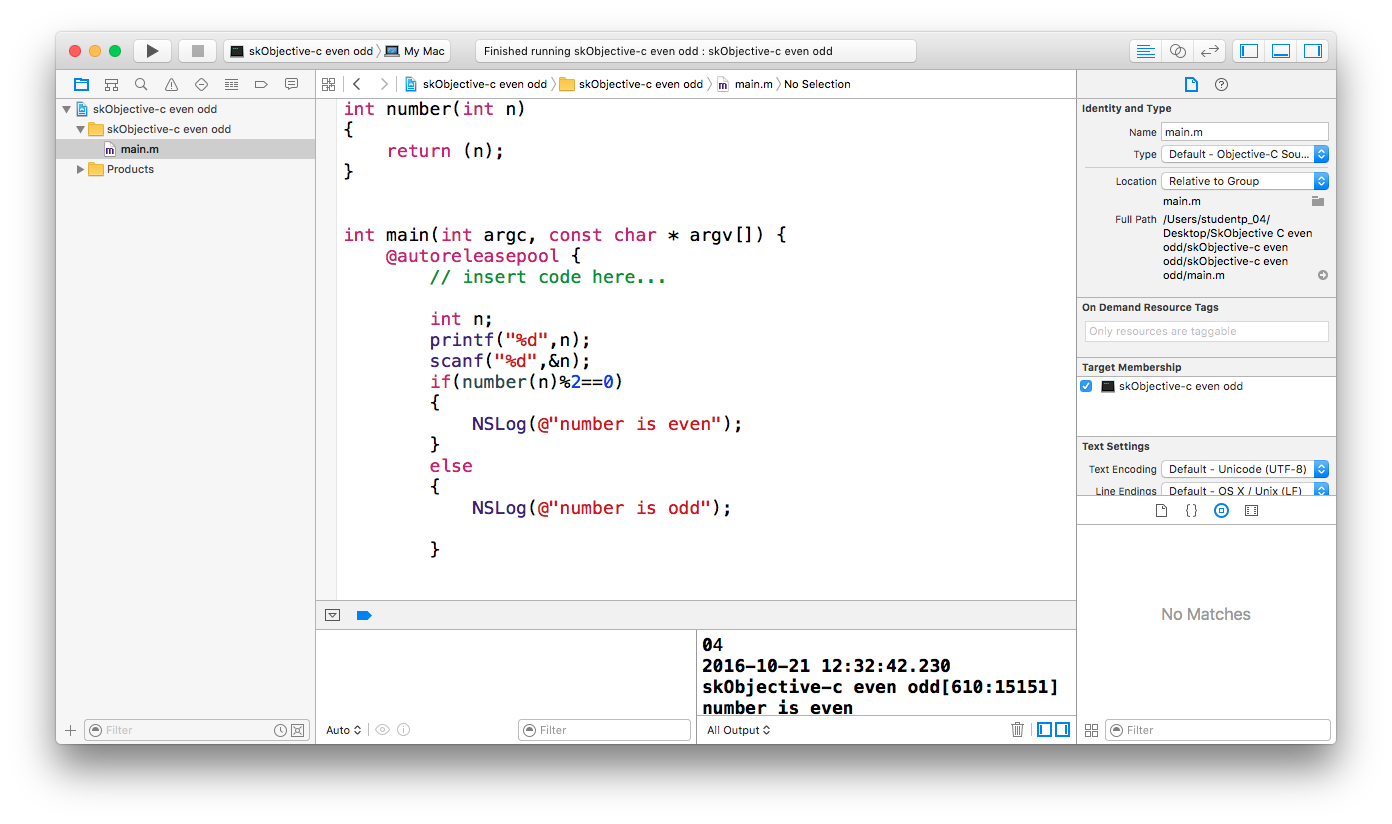 skObjective-c even odd
My Mac
Finished running skObjective-c even odd : skObjective-c even odd
skObjective-c even odd
skObjective-c even odd
main.m
Products
skObjective-c even odd
skObjective-c even odd
m main.m
No Selection
int number(int n)
{
return (n);
}
int main(int argc, const char * argv[]) {
@autoreleasepool {
// insert code here...
int n;
printf("%d",n);
scanf("%d",&n);
if(number(n)%2==0)
{
NSLog(@"number is even");
}
else
{
NSLog(@"number is odd");
}
Identity and Type
Name main.m
Type Default - Objective-C Sou...
Location Relative to Group
main.m
Full Path /Users/studentp_04/
Desktop/SkObjective C even
odd/skObjective-c even
odd/skObjective-c even
odd/main.m
On Demand Resource Tags
Only resources are taggable
Target Membership
skObjective-c even odd
Text Settings
Text Encoding Default - Unicode (UTF-8)
Line Endings Default - OS X / Unix (LF)
{}
No Matches
04
2016-10-21 12:32:42.230
skObjective-c even odd[610:15151]
number is even
Filter
Auto
Filter
All Output
Filter